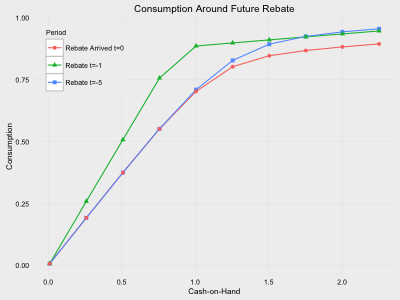 Consumption Around Future Rebate
Period
Rebate Arrived t=0
Rebate t=-1
Rebate t=-5
1.00
0.75
0.50
0.25
0.00
Consumption
0.0 0.5 1.0 1.5 2.0
Cash-on-Hand